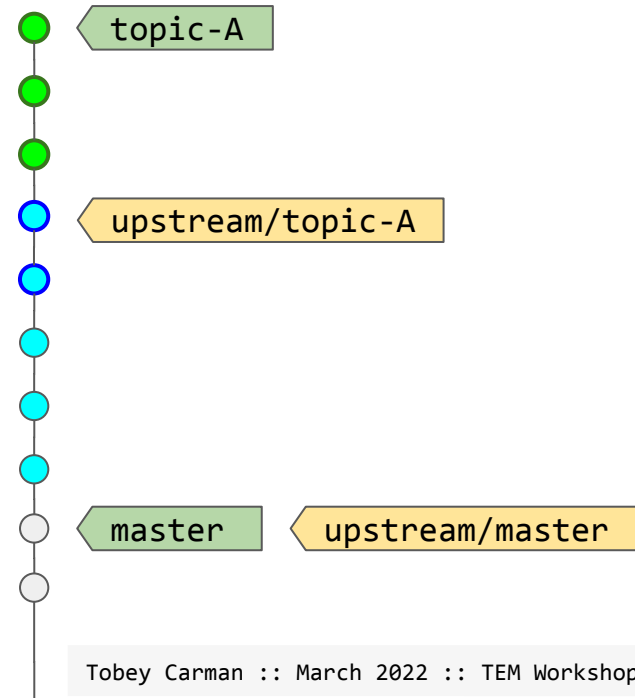 topic-A
upstream/topic-A
master upstream/master
Tobey Carman :: March 2022 :: TEM Workshop